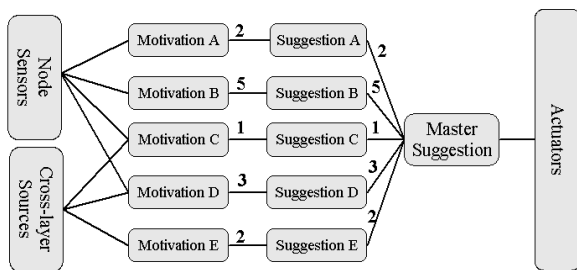 Node
Sensors
Cross-layer
Sources
Motivation A
2
Suggestion A
2
Motivation B
5
Suggestion B
5
Motivation C
1
Suggestion C
1
Motivation D
3
Suggestion D
3
Motivation E
2
Suggestion E
2
Master
Suggestion
Actuators